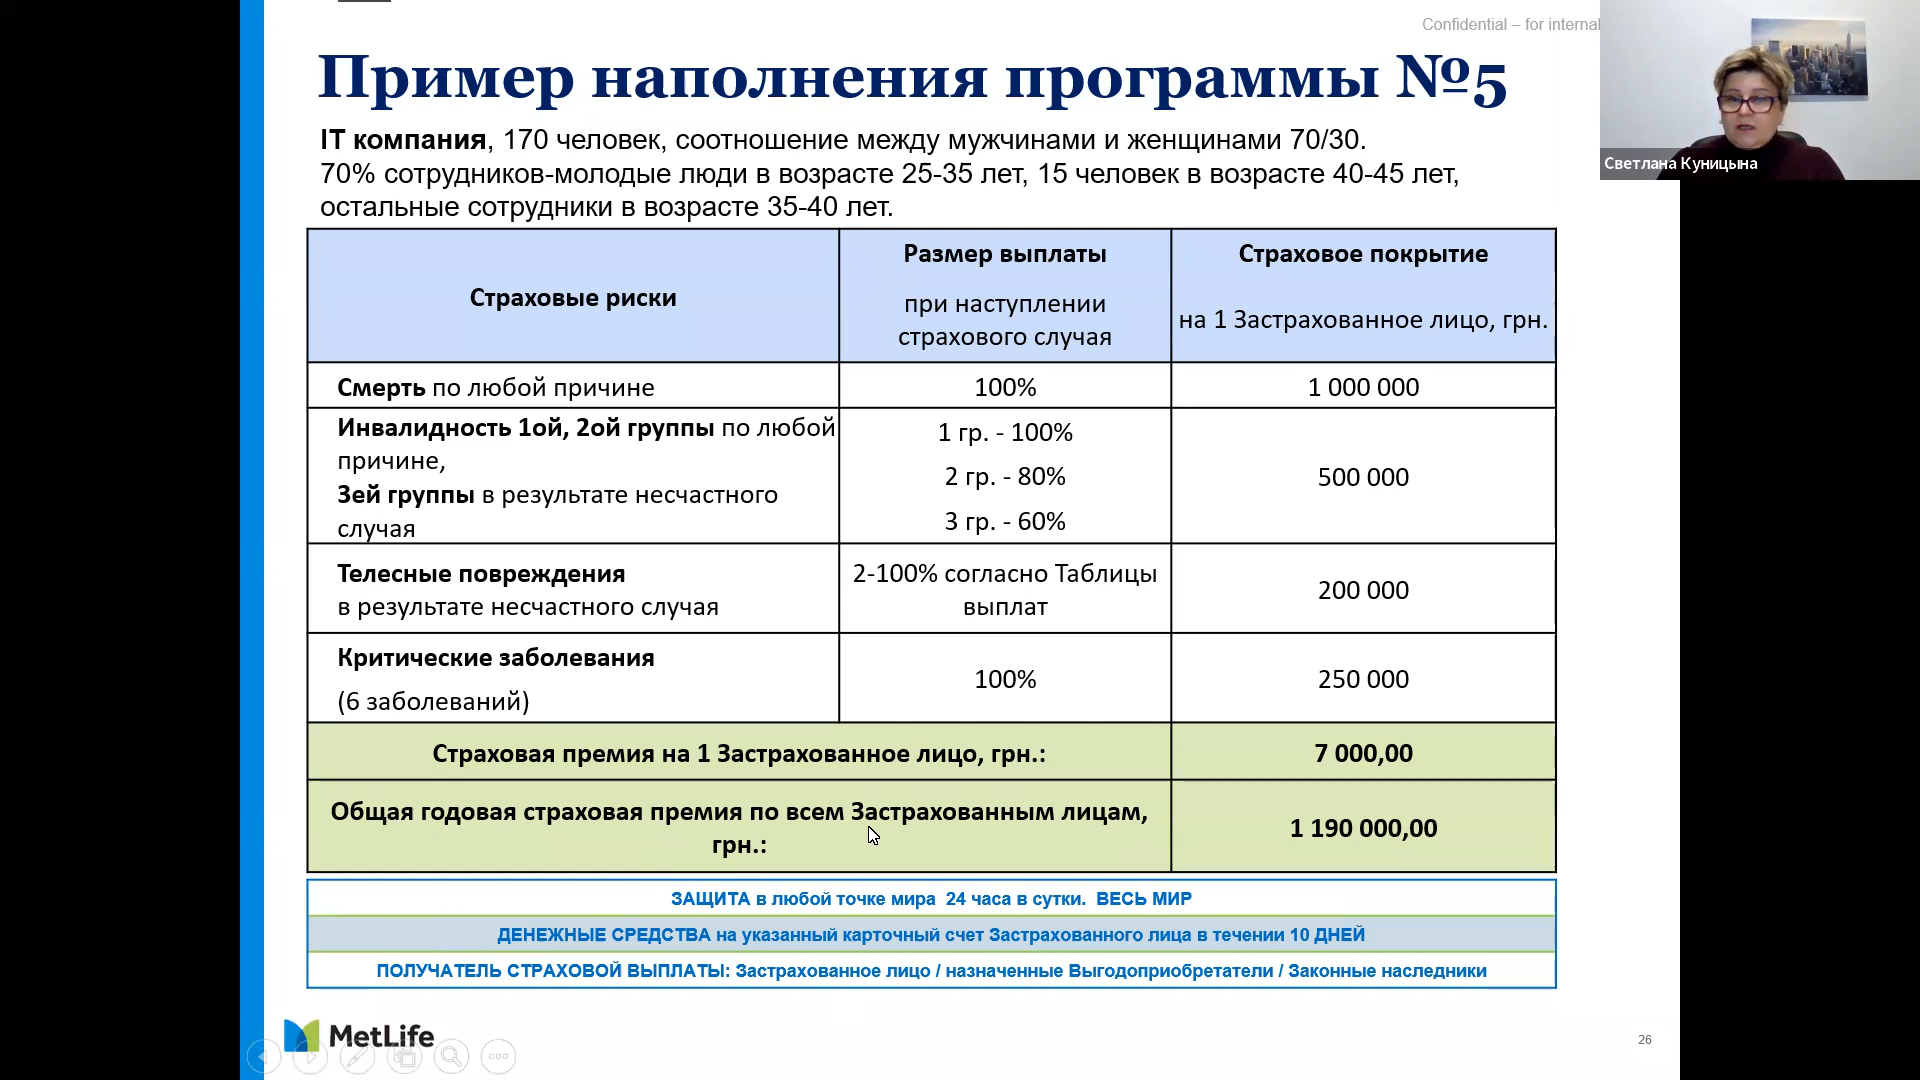 Confidential – for internal
Пример наполнения программы №5
IT компания, 170 человек, соотношение между мужчинами и женщинами 70/30.
70% сотрудников-молодые люди в возрасте 25-35 лет, 15 человек в возрасте 40-45 лет,
остальные сотрудники в возрасте 35-40 лет.
Светлана Куницына
Страховые риски
Размер выплаты
при наступлении
страхового случая
Страховое покрытие
на 1 Застрахованное лицо, грн.
Смерть по любой причине
100%
1 000 000
Инвалидность 1ой, 2ой группы по любой
причине,
3ей группы в результате несчастного
случая
1 гр. - 100%
2 гр. - 80%
3 гр. - 60%
500 000
Телесные повреждения
в результате несчастного случая
2-100% согласно Таблицы
выплат
200 000
Критические заболевания
(6 заболеваний)
100%
250 000
Страховая премия на 1 Застрахованное лицо, грн.:
7 000,00
Общая годовая страховая премия по всем Застрахованным лицам,
грн.:
1 190 000,00
ЗАЩИТА в любой точке мира 24 часа в сутки. ВЕСЬ МИР
ДЕНЕЖНЫЕ СРЕДСТВА на указанный карточный счет Застрахованного лица в течении 10 ДНЕЙ
ПОЛУЧАТЕЛЬ СТРАХОВОЙ ВЫПЛАТЫ: Застрахованное лицо / назначенные Выгодоприобретатели / Законные наследники
MetLife
26